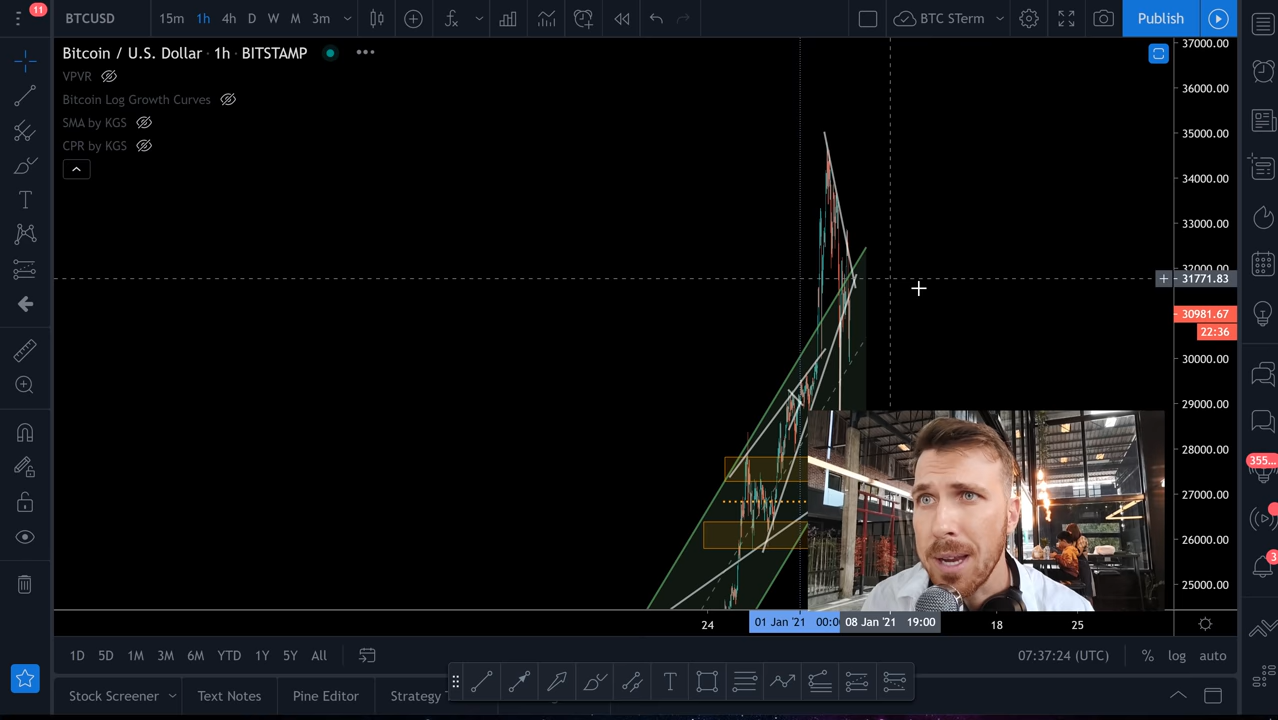 11
BTCUSD 15m 1h 4h D W M 3m BTC STerm Publish
Bitcoin / U.S. Dollar · 1h · BITSTAMP
VPVR
Bitcoin Log Growth Curves
SMA by KGS
CPR by KGS
37000.00
36000.00
35000.00
34000.00
33000.00
32000.00
31771.83
30981.67
22:36
30000.00
29000.00
28000.00
27000.00
26000.00
25000.00
355...
3
24 01 Jan '21 00:0 08 Jan '21 19:00 18 25
1D 5D 1M 3M 6M YTD 1Y 5Y All 07:37:24 (UTC) % log auto
Stock Screener Text Notes Pine Editor Strategy